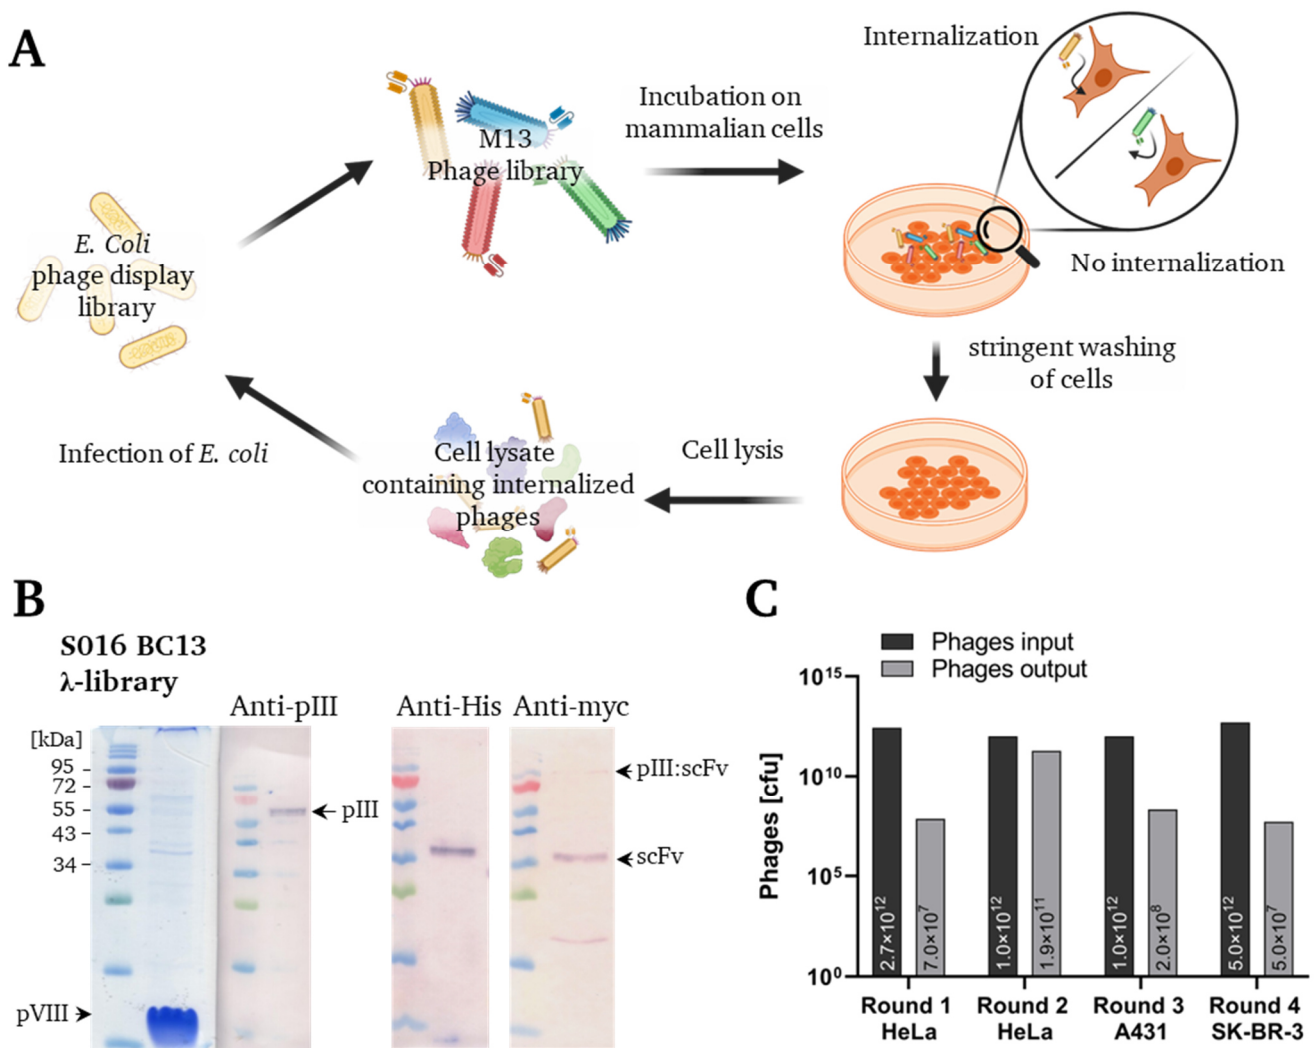 A
E. Coli
phage display
library
M13
Phage library
Incubation on
mammalian cells
Internalization
No internalization
stringent washing
of cells
Cell lysis
Cell lysate
containing internalized
phages
Infection of E. coli
B
S016 BC13
λ-library
Anti-pIII
Anti-His
Anti-myc
[kDa]
95
72
55
43
34
pVIII
pIII
pIII:scFv
scFv
C
Phages input
Phages output
Phages [cfu]
10¹⁵
10¹⁰
10⁵
10⁰
2.7×10¹²
7.0×10⁷
1.0×10¹²
1.9×10¹¹
1.0×10¹²
2.0×10⁸
5.0×10¹²
5.0×10⁷
Round 1
HeLa
Round 2
HeLa
Round 3
A431
Round 4
SK-BR-3